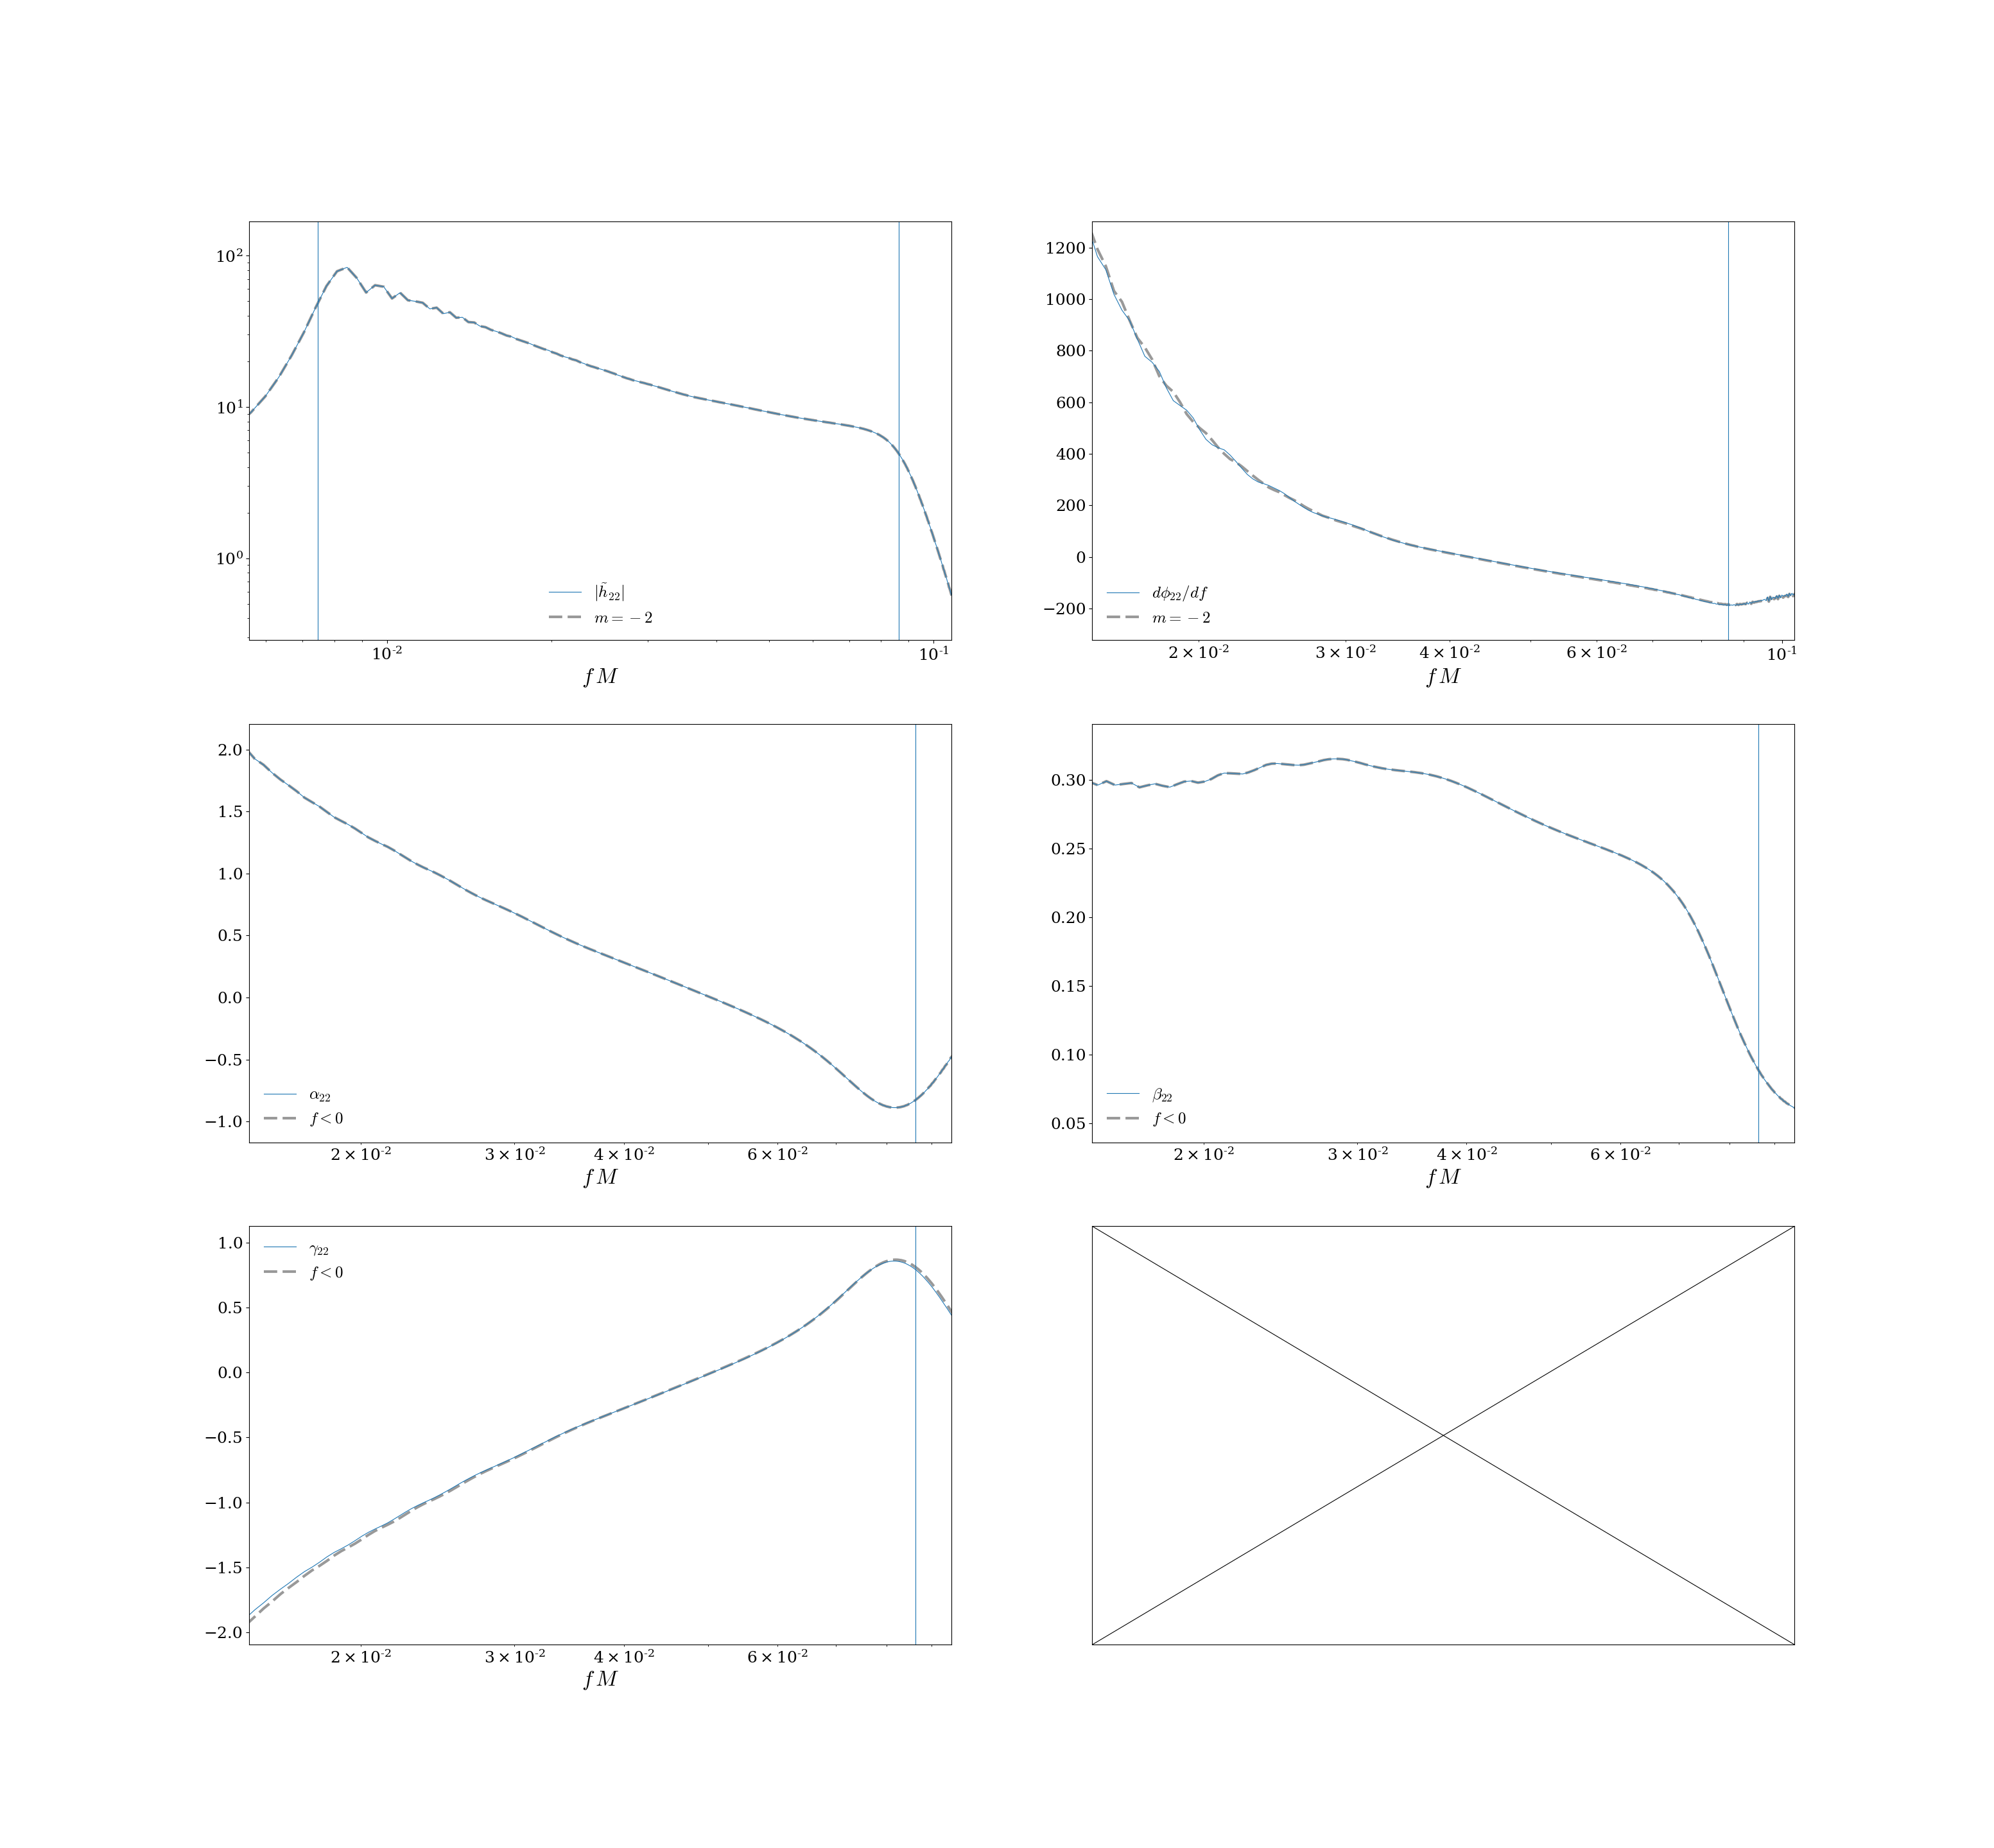 10² 10¹ 10⁰
|h̃₂₂|
m = −2
10⁻² 10⁻¹
f M
1200 1000 800 600 400 200 0 −200
dϕ₂₂/df
m = −2
2 × 10⁻² 3 × 10⁻² 4 × 10⁻² 6 × 10⁻² 10⁻¹
f M
2.0 1.5 1.0 0.5 0.0 −0.5 −1.0
α₂₂
f < 0
2 × 10⁻² 3 × 10⁻² 4 × 10⁻² 6 × 10⁻²
f M
0.30 0.25 0.20 0.15 0.10 0.05
β₂₂
f < 0
2 × 10⁻² 3 × 10⁻² 4 × 10⁻² 6 × 10⁻²
f M
1.0 0.5 0.0 −0.5 −1.0 −1.5 −2.0
γ₂₂
f < 0
2 × 10⁻² 3 × 10⁻² 4 × 10⁻² 6 × 10⁻²
f M